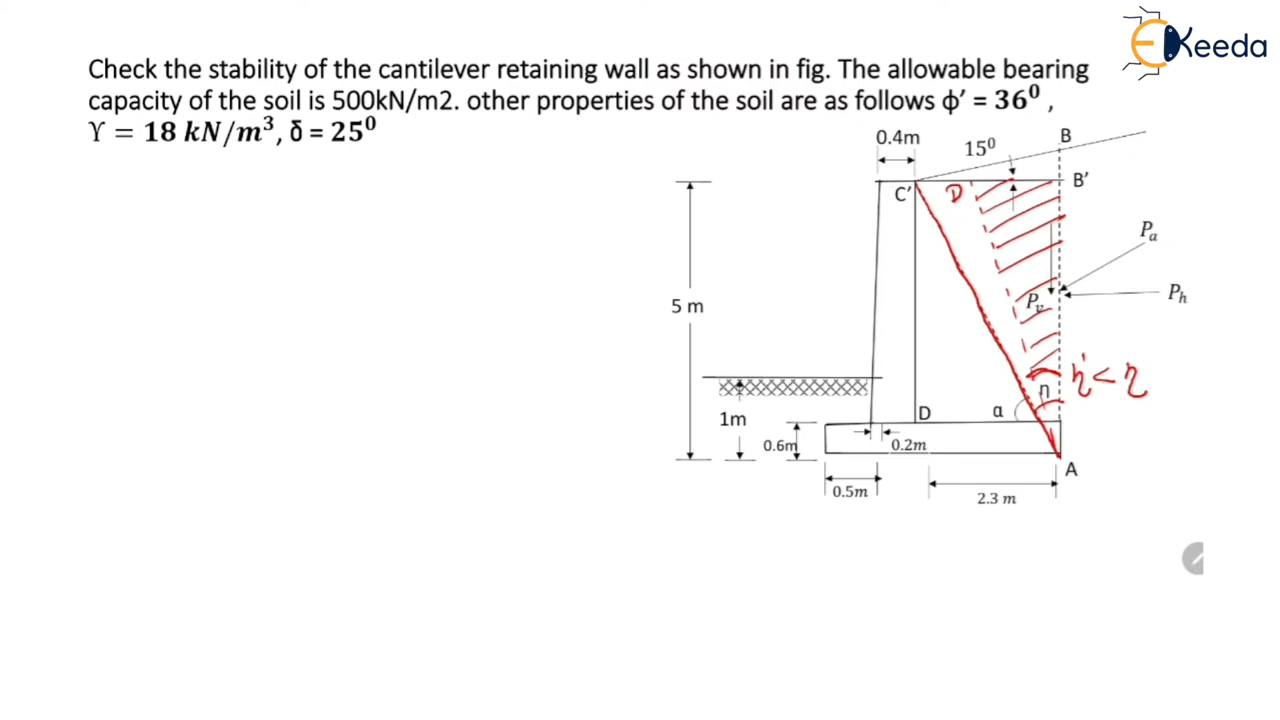 EKeeda
Check the stability of the cantilever retaining wall as shown in fig. The allowable bearing
capacity of the soil is 500kN/m2. other properties of the soil are as follows ϕ′ = 36⁰ ,
ϒ = 18 kN/m³, δ = 25⁰
0.4m
15⁰
B
C'
D'
B'
Pₐ
5 m
Pᵥ
Pₕ
η' < η
η
1m
D
α
0.6m
0.2m
A
0.5m
2.3 m